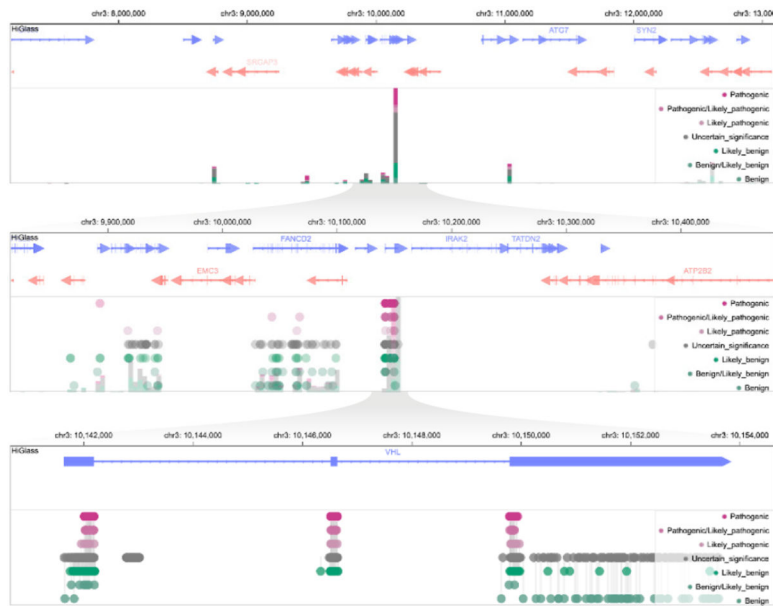 chr3: 8,000,000 chr3: 9,000,000 chr3: 10,000,000 chr3: 11,000,000 chr3: 12,000,000 chr3: 13,00
HiGlass
ATG7 SYN2
SRGAP3
Pathogenic
Pathogenic/Likely_pathogenic
Likely_pathogenic
Uncertain_significance
Likely_benign
Benign/Likely_benign
Benign
chr3: 9,900,000 chr3: 10,000,000 chr3: 10,100,000 chr3: 10,200,000 chr3: 10,300,000 chr3: 10,400,000
HiGlass
FANCD2 IRAK2 TATDN2
EMC3 ATP2B2
Pathogenic
Pathogenic/Likely_pathogenic
Likely_pathogenic
Uncertain_significance
Likely_benign
Benign/Likely_benign
Benign
chr3: 10,142,000 chr3: 10,144,000 chr3: 10,146,000 chr3: 10,148,000 chr3: 10,150,000 chr3: 10,152,000 chr3: 10,154,000
HiGlass
VHL
Pathogenic
Pathogenic/Likely_pathogenic
Likely_pathogenic
Uncertain_significance
Likely_benign
Benign/Likely_benign
Benign